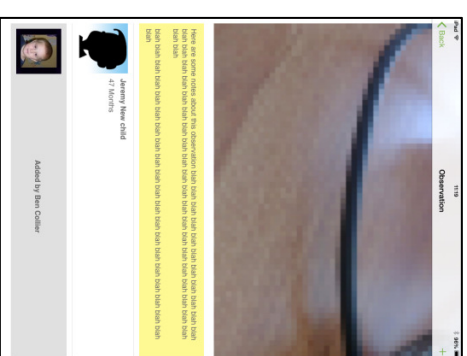 iPad 11:19 98%
Back Observation +
Here are some notes about this observation blah blah blah blah blah blah blah blah blah blah blah
blah blah blah blah blah blah blah blah blah blah blah blah blah blah blah blah blah blah blah
blah blah
blah blah blah blah blah blah blah blah blah blah blah blah blah blah blah blah blah blah blah
blah
Jeremy New child
47 Months
Added by Ben Collier